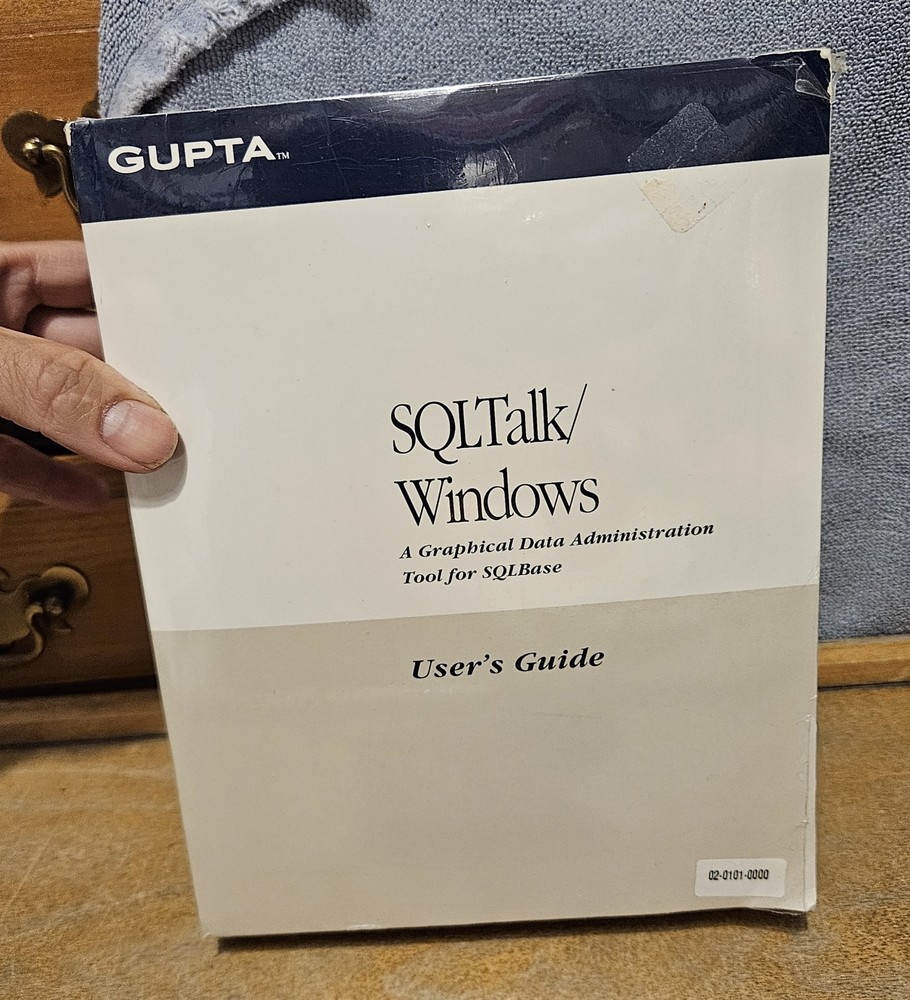 GUPTA™
SQLTalk/
Windows
A Graphical Data Administration
Tool for SQLBase
User's Guide
02-0101-0000